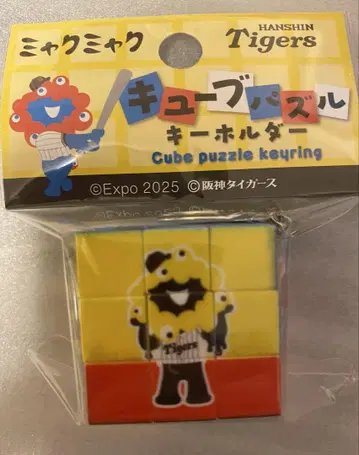 ミャクミャク
HANSHIN
Tigers
キューブパズル
キーホルダー
Cube puzzle keyring
©Expo 2025 ©阪神タイガース
Tigers